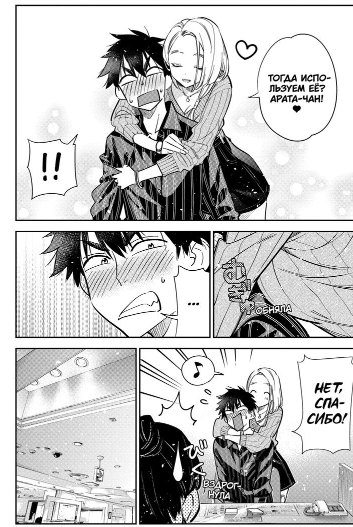 ТОГДА ИСПО-
ЛЬЗУЕМ ЕЁ?
АРАТА-ЧАН!
!!
ОБНЯЛА
...
НЕТ,
СПА-
СИБО!
ВЗДРОГ-
НУЛА